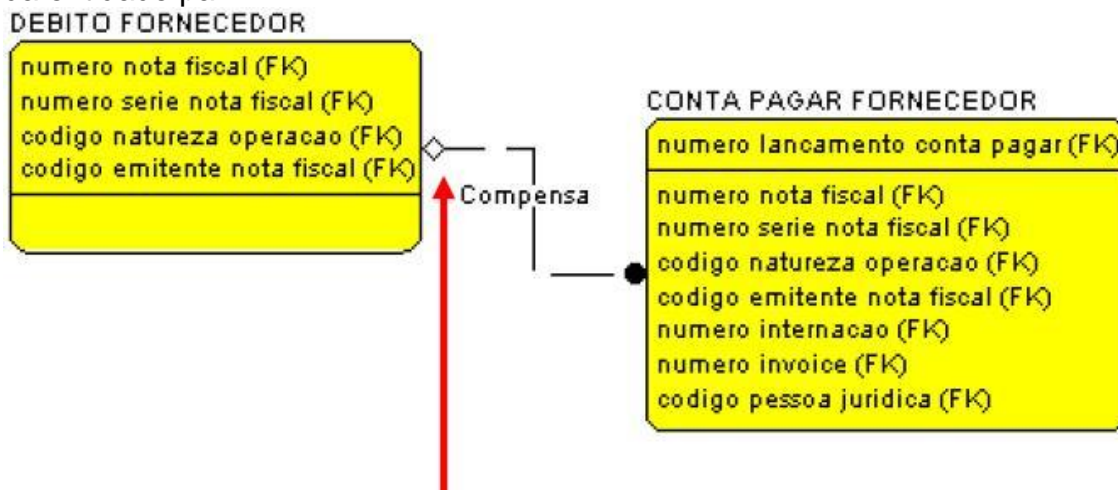 DEBITO FORNECEDOR
numero nota fiscal (FK)
numero serie nota fiscal (FK)
codigo natureza operacao (FK)
codigo emitente nota fiscal (FK)
Compensa
CONTA PAGAR FORNECEDOR
numero lancamento conta pagar (FK)
numero nota fiscal (FK)
numero serie nota fiscal (FK)
codigo natureza operacao (FK)
codigo emitente nota fiscal (FK)
numero internacao (FK)
numero invoice (FK)
codigo pessoa juridica (FK)